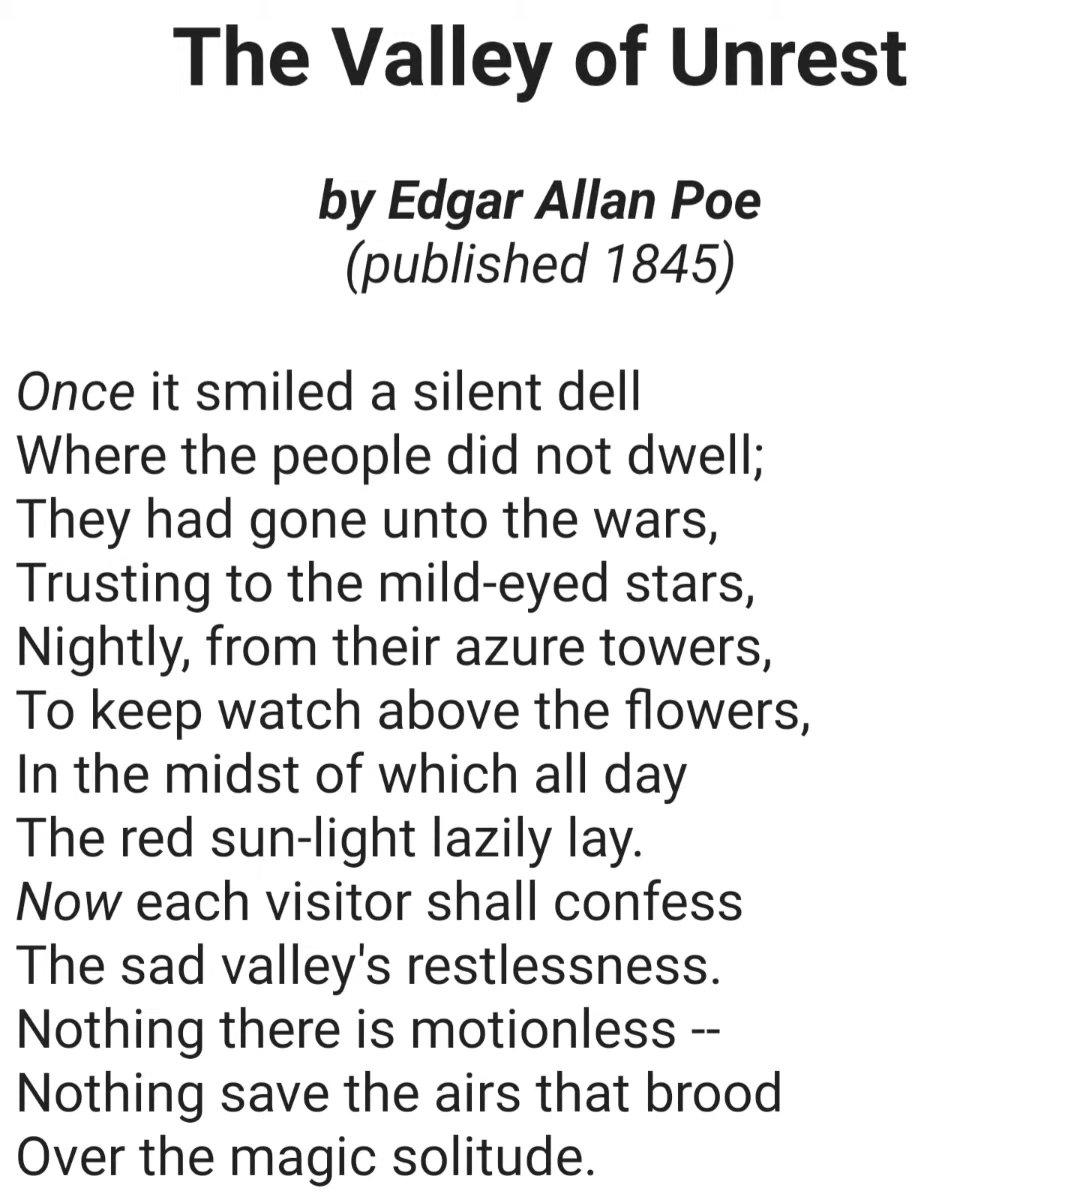 The Valley of Unrest
by Edgar Allan Poe
(published 1845)
Once it smiled a silent dell
Where the people did not dwell;
They had gone unto the wars,
Trusting to the mild-eyed stars,
Nightly, from their azure towers,
To keep watch above the flowers,
In the midst of which all day
The red sun-light lazily lay.
Now each visitor shall confess
The sad valley's restlessness.
Nothing there is motionless --
Nothing save the airs that brood
Over the magic solitude.